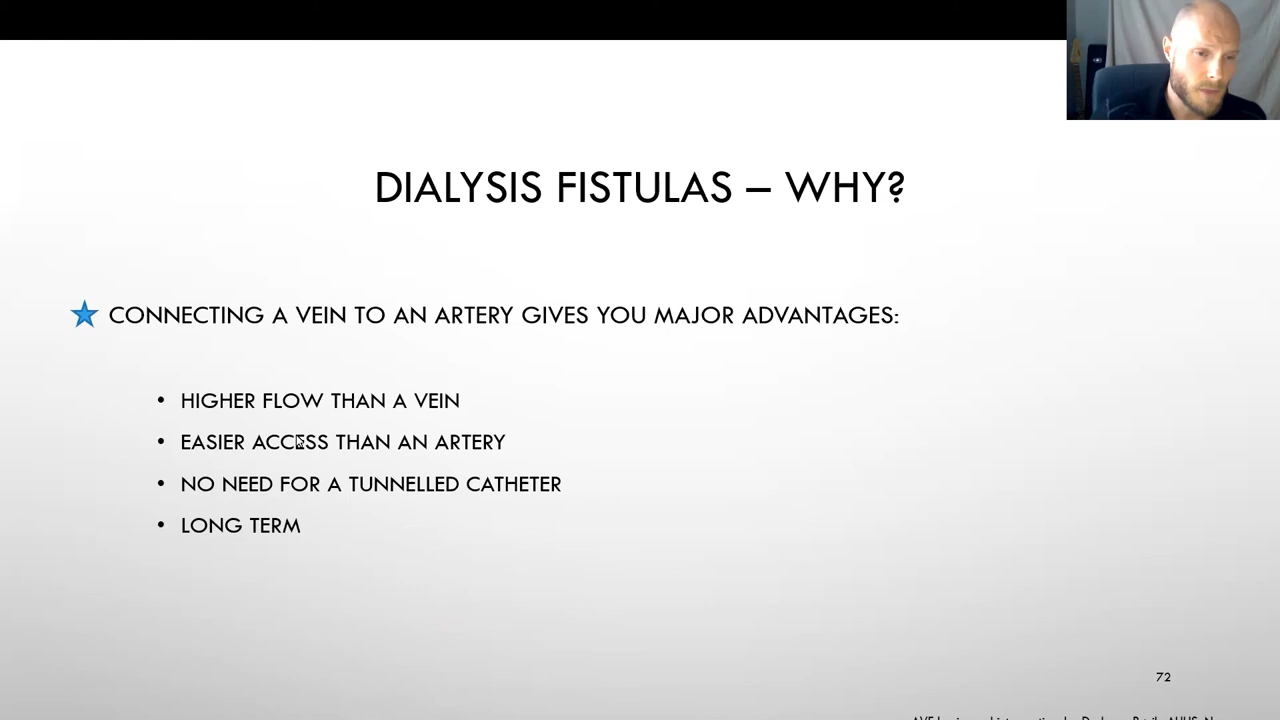 DIALYSIS FISTULAS – WHY?
CONNECTING A VEIN TO AN ARTERY GIVES YOU MAJOR ADVANTAGES:
• HIGHER FLOW THAN A VEIN
• EASIER ACCESS THAN AN ARTERY
• NO NEED FOR A TUNNELLED CATHETER
• LONG TERM
72